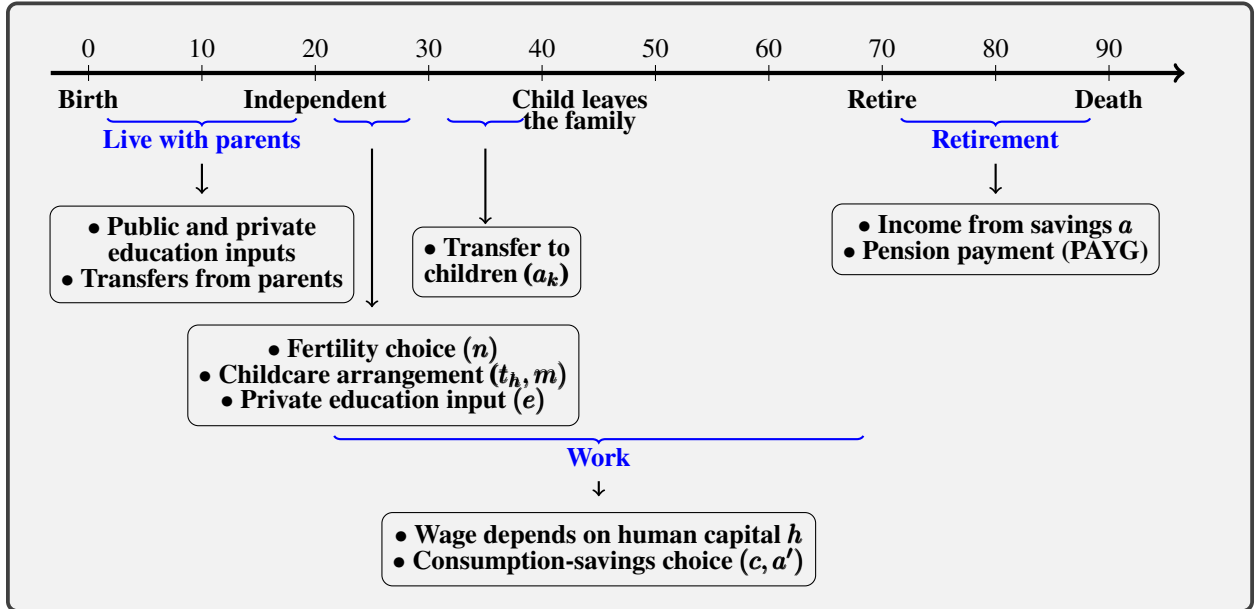 0 10 20 30 40 50 60 70 80 90
Birth Independent Child leaves Retire Death
the family
Live with parents Retirement
• Public and private
education inputs
• Transfers from parents
• Transfer to
children (a_k)
• Income from savings a
• Pension payment (PAYG)
• Fertility choice (n)
• Childcare arrangement (t_h, m)
• Private education input (e)
Work
• Wage depends on human capital h
• Consumption-savings choice (c, a′)